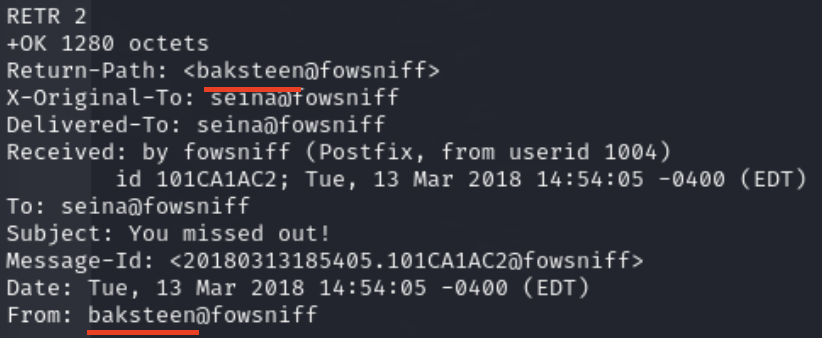 RETR 2
+OK 1280 octets
Return-Path: <baksteen@fowsniff>
X-Original-To: seina@fowsniff
Delivered-To: seina@fowsniff
Received: by fowsniff (Postfix, from userid 1004)
id 101CA1AC2; Tue, 13 Mar 2018 14:54:05 -0400 (EDT)
To: seina@fowsniff
Subject: You missed out!
Message-Id: <20180313185405.101CA1AC2@fowsniff>
Date: Tue, 13 Mar 2018 14:54:05 -0400 (EDT)
From: baksteen@fowsniff